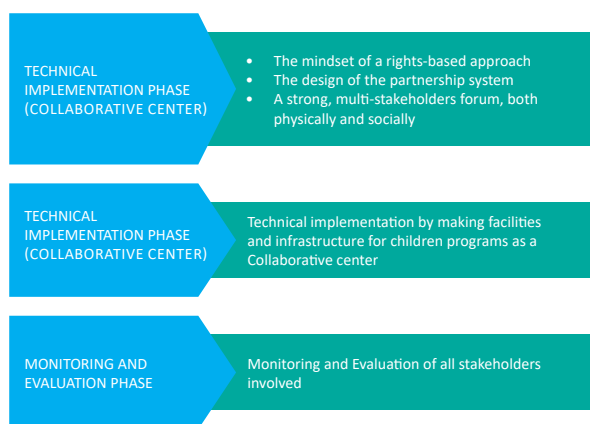 TECHNICAL
IMPLEMENTATION PHASE
(COLLABORATIVE CENTER)
• The mindset of a rights-based approach
• The design of the partnership system
• A strong, multi-stakeholders forum, both
physically and socially
TECHNICAL
IMPLEMENTATION PHASE
(COLLABORATIVE CENTER)
Technical implementation by making facilities
and infrastructure for children programs as a
Collaborative center
MONITORING AND
EVALUATION PHASE
Monitoring and Evaluation of all stakeholders
involved